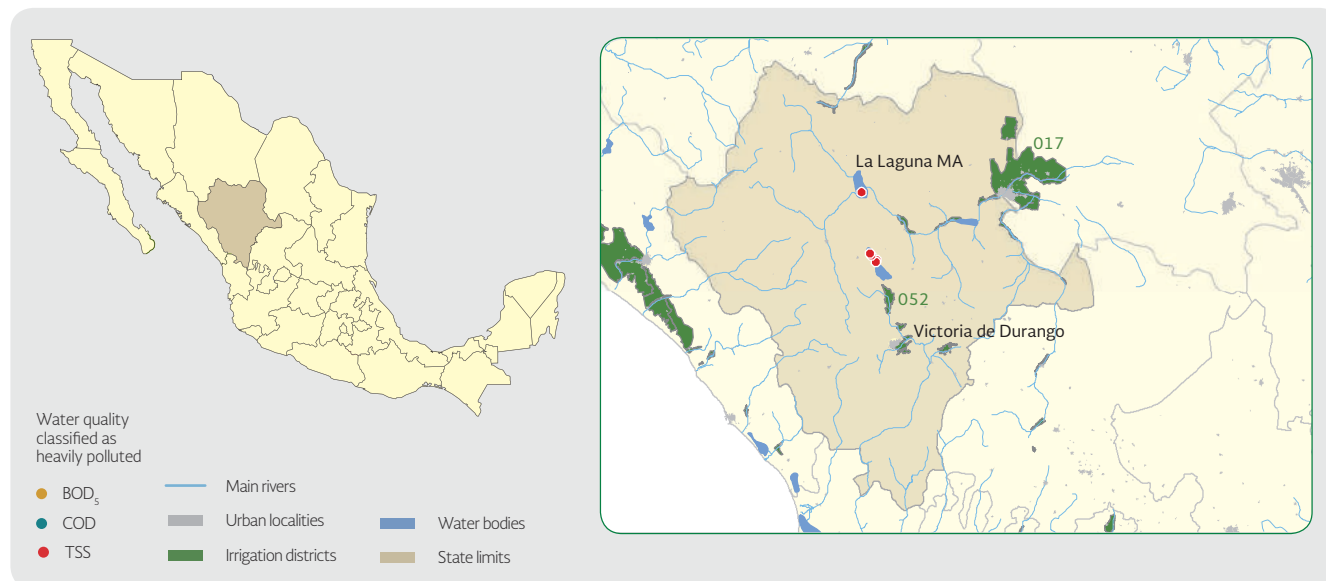 Water quality
classified as
heavily polluted
BOD5
COD
TSS
Main rivers
Urban localities
Irrigation districts
Water bodies
State limits
017
La Laguna MA
052
Victoria de Durango